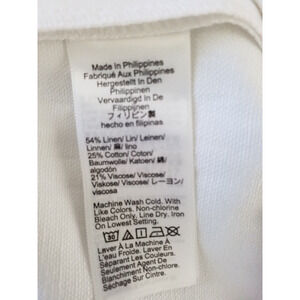 Made In Philippines
Fabriqué Aux Philippines
Hergestellt In Den
Philippinen
Vervaardigd In De
Filippijnen
フィリピン製
hecho en filipinas
54% Linen/ Lin/ Leinen/
Linnen/ 麻/ lino
25% Cotton/ Coton/
Baumwolle/ Katoen/ 綿/
algodón
21% Viscose/ Viscose/
Viskose/ Viscose/ レーヨン/
viscosa
Machine Wash Cold. With
Like Colors. Non-chlorine
Bleach Only. Line Dry. Iron
On Lowest Setting.
30
Laver À La Machine À
L'eau Froide. Laver En
Séparant Les Couleurs.
Seulement Agent De
Blanchiment Non-chlore.
Séchage Sur Cintre.